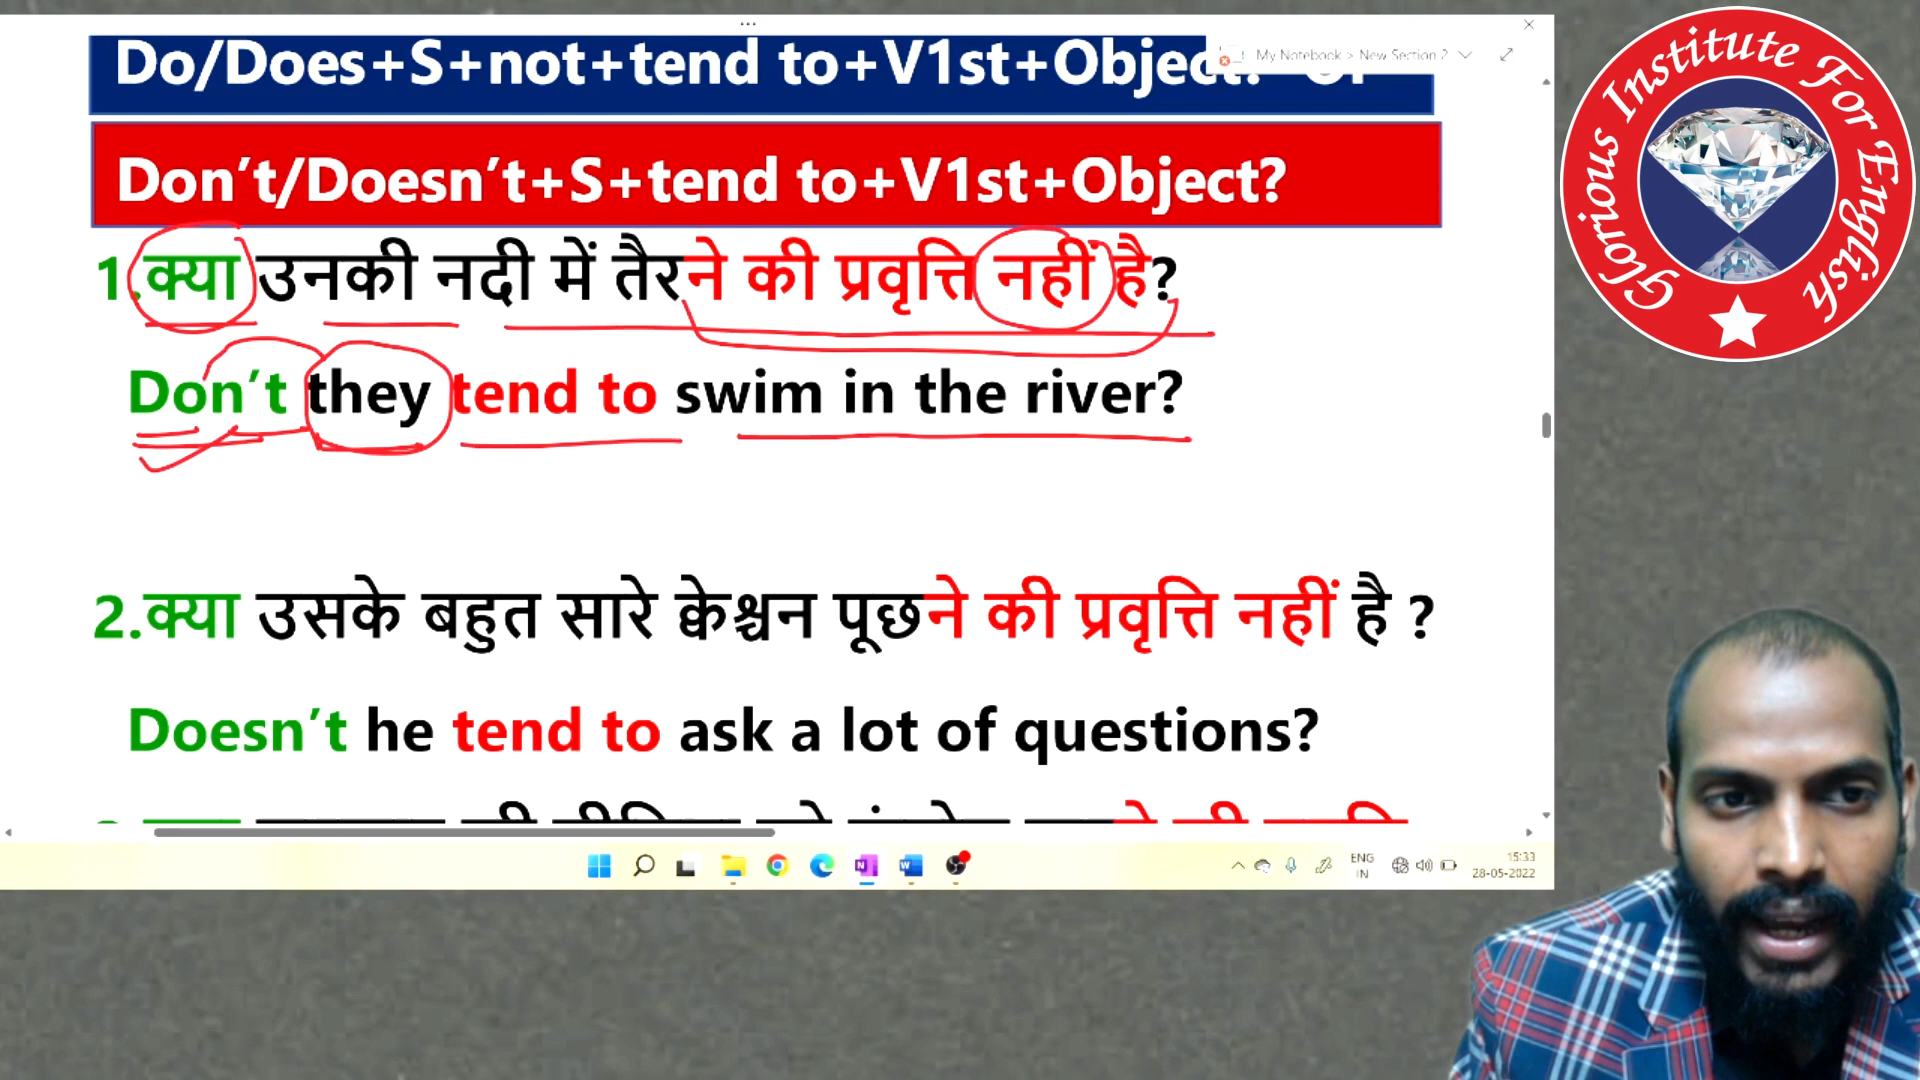 Do/Does+S+not+tend to+V1st+Object?
My Notebook > New Section 2
Don't/Doesn't+S+tend to+V1st+Object?
1.क्या उनकी नदी में तैरने की प्रवृत्ति नहीं है?
Don't they tend to swim in the river?
2.क्या उसके बहुत सारे क्वेश्चन पूछने की प्रवृत्ति नहीं है ?
Doesn't he tend to ask a lot of questions?
ENG
IN
15:33
28-05-2022
Glorious Institute For English